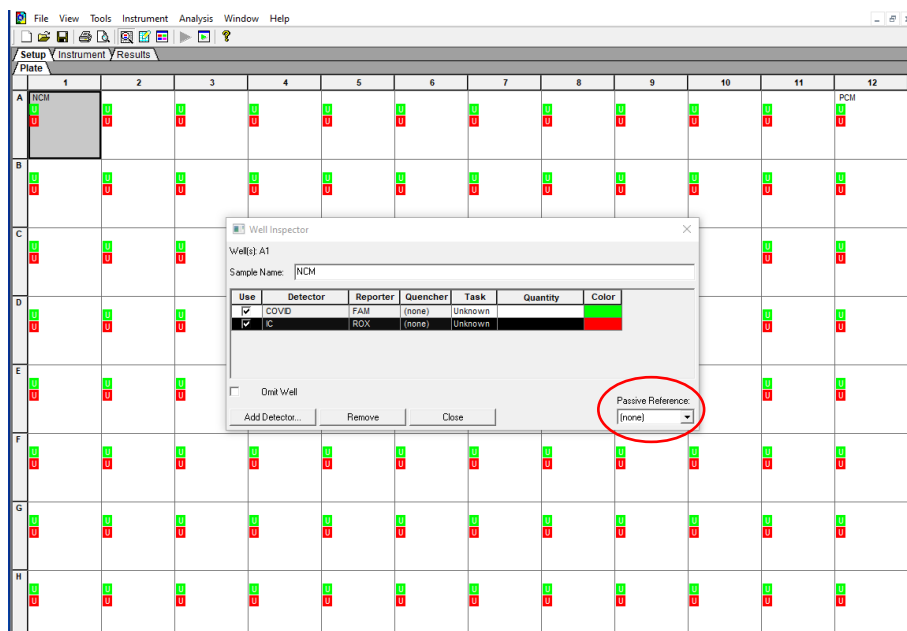 File View Tools Instrument Analysis Window Help
Setup Instrument Results
Plate
1 2 3 4 5 6 7 8 9 10 11 12
A NCM PCM
U U U U U U U U U U U U
U U U U U U U U U U U U
B
U U U U U U U U U U U U
U U U U U U U U U U U U
C
U U U U U
U U U U U
D
U U U U U
U U U U U
E
U U U U U
U U U U U
F
U U U U U U U U U U U U
U U U U U U U U U U U U
G
U U U U U U U U U U U U
U U U U U U U U U U U U
H
U U U U U U U U U U U U
U U U U U U U U U U U U
Well Inspector
Well(s): A1
Sample Name: NCM
Use Detector Reporter Quencher Task Quantity Color
COVID FAM (none) Unknown
IC ROX (none) Unknown
Omit Well
Passive Reference:
Add Detector... Remove Close (none)